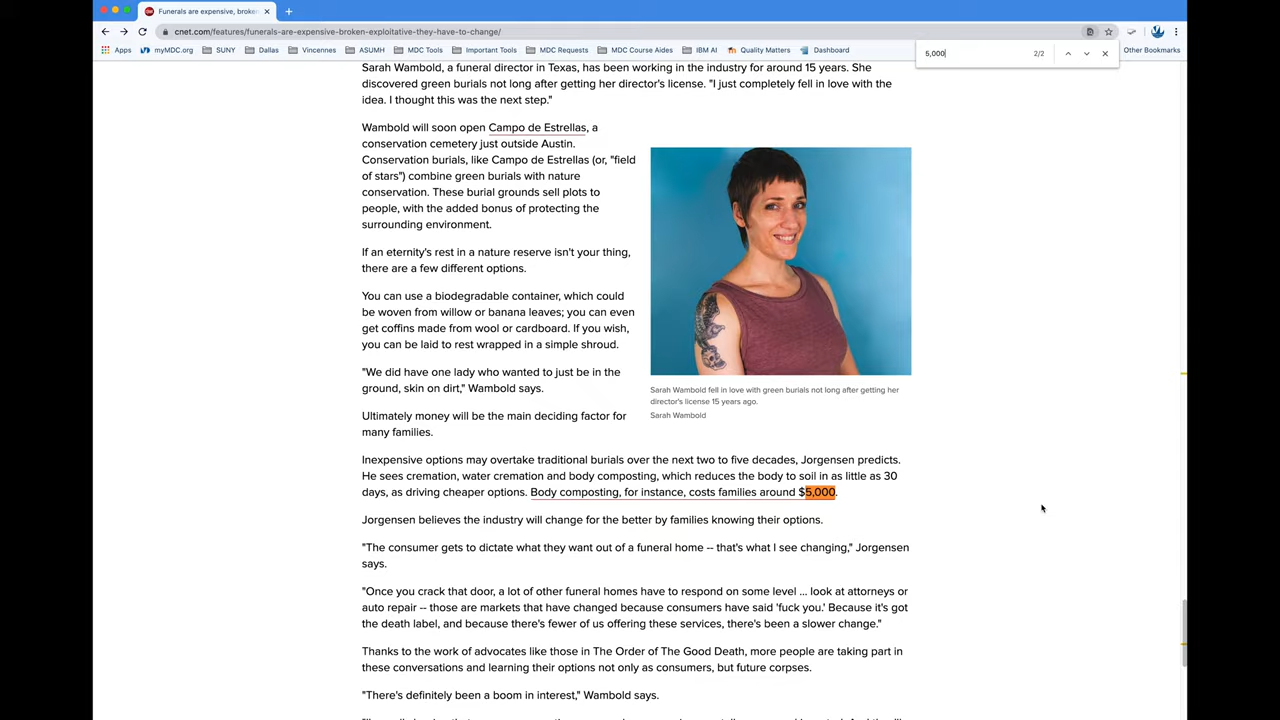 Funerals are expensive, broken
cnet.com/features/funerals-are-expensive-broken-exploitative-they-have-to-change/
Apps myMDC.org SUNY Dallas Vincennes ASUMH MDC Tools Important Tools MDC Requests MDC Course Aides IBM AI Quality Matters Dashboard Other Bookmarks
5,000 2/2
Sarah Wambold, a funeral director in Texas, has been working in the industry for around 15 years. She
discovered green burials not long after getting her director's license. "I just completely fell in love with the
idea. I thought this was the next step."
Wambold will soon open Campo de Estrellas, a
conservation cemetery just outside Austin.
Conservation burials, like Campo de Estrellas (or, "field
of stars") combine green burials with nature
conservation. These burial grounds sell plots to
people, with the added bonus of protecting the
surrounding environment.
If an eternity's rest in a nature reserve isn't your thing,
there are a few different options.
You can use a biodegradable container, which could
be woven from willow or banana leaves; you can even
get coffins made from wool or cardboard. If you wish,
you can be laid to rest wrapped in a simple shroud.
"We did have one lady who wanted to just be in the
ground, skin on dirt," Wambold says.
Ultimately money will be the main deciding factor for
many families.
Sarah Wambold fell in love with green burials not long after getting her
director's license 15 years ago.
Sarah Wambold
Inexpensive options may overtake traditional burials over the next two to five decades, Jorgensen predicts.
He sees cremation, water cremation and body composting, which reduces the body to soil in as little as 30
days, as driving cheaper options. Body composting, for instance, costs families around $5,000.
Jorgensen believes the industry will change for the better by families knowing their options.
"The consumer gets to dictate what they want out of a funeral home -- that's what I see changing," Jorgensen
says.
"Once you crack that door, a lot of other funeral homes have to respond on some level ... look at attorneys or
auto repair -- those are markets that have changed because consumers have said 'fuck you.' Because it's got
the death label, and because there's fewer of us offering these services, there's been a slower change."
Thanks to the work of advocates like those in The Order of The Good Death, more people are taking part in
these conversations and learning their options not only as consumers, but future corpses.
"There's definitely been a boom in interest," Wambold says.